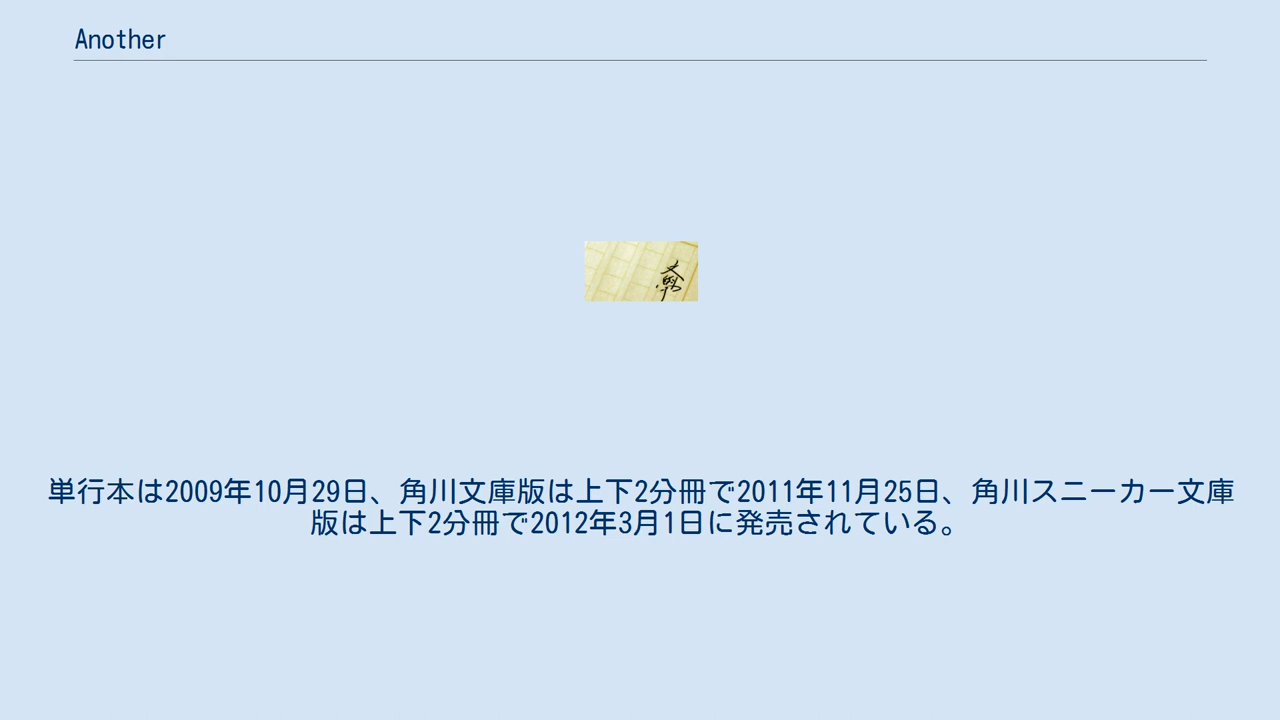 Another
単行本は2009年10月29日、角川文庫版は上下2分冊で2011年11月25日、角川スニーカー文庫
版は上下2分冊で2012年3月1日に発売されている。